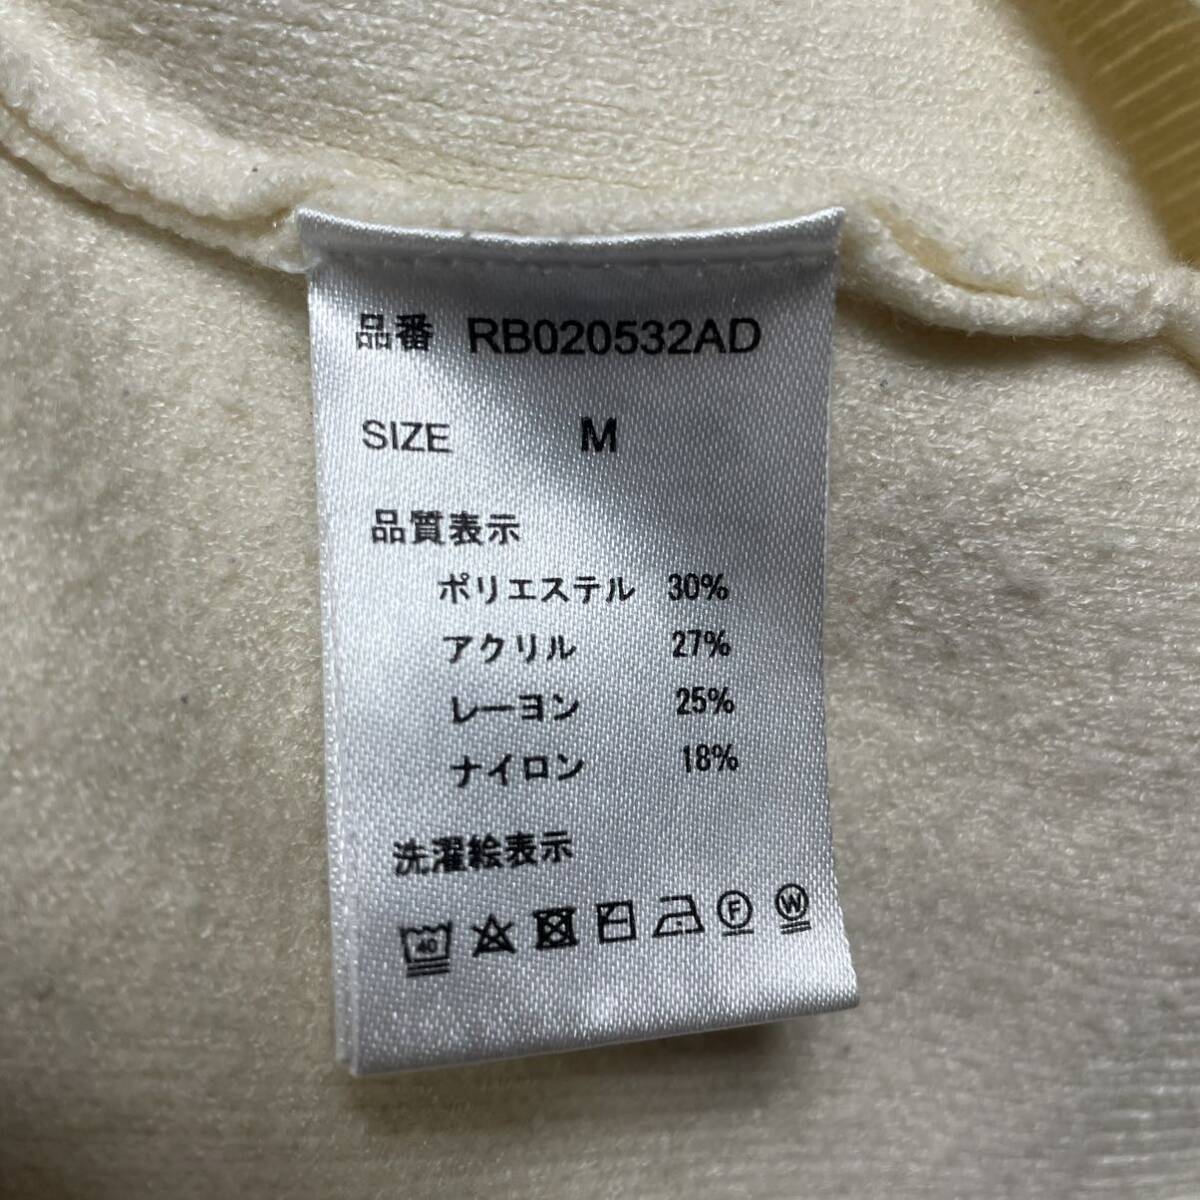 品番 RB020532AD
SIZE M
品質表示
ポリエステル 30%
アクリル 27%
レーヨン 25%
ナイロン 18%
洗濯絵表示
40 F W